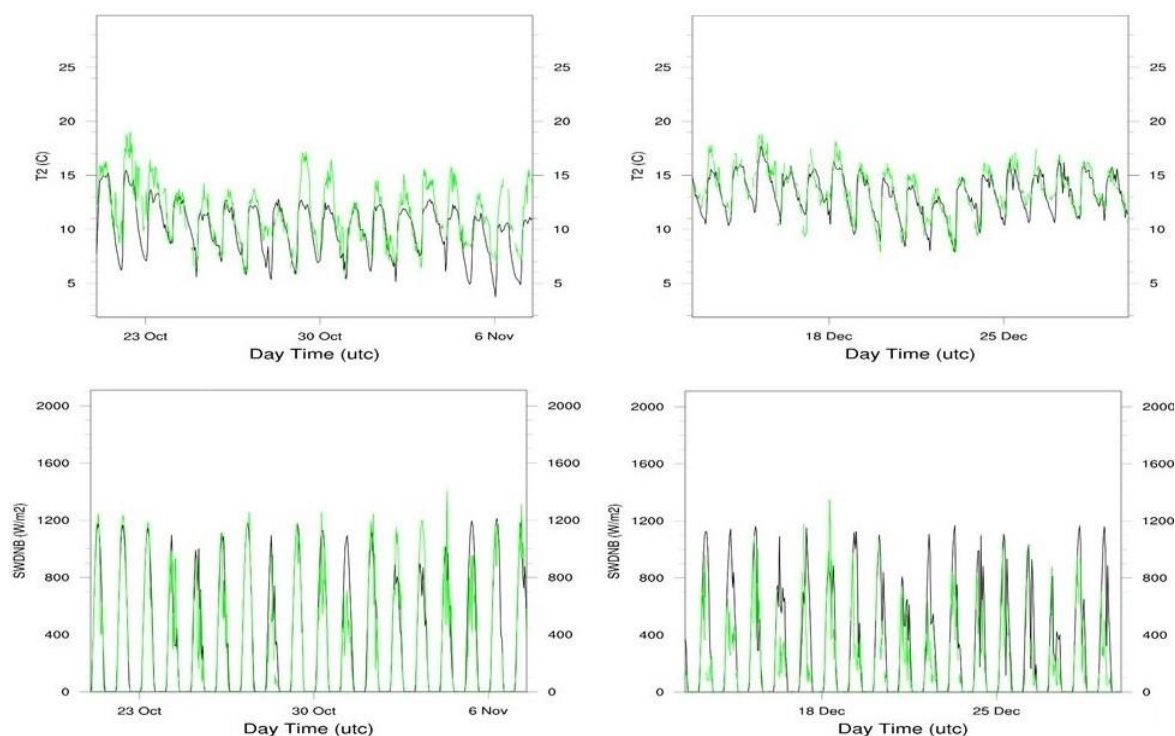 25 25 25 25
20 20 20 20
T2 (C) 15 15 T2 (C) 15 15
10 10 10 10
5 5 5 5
23 Oct 30 Oct 6 Nov 18 Dec 25 Dec
Day Time (utc) Day Time (utc)
2000 2000 2000 2000
1600 1600 1600 1600
SWDNB (W/m2) 1200 1200 SWDNB (W/m2) 1200 1200
800 800 800 800
400 400 400 400
0 0 0 0
23 Oct 30 Oct 6 Nov 18 Dec 25 Dec
Day Time (utc) Day Time (utc)